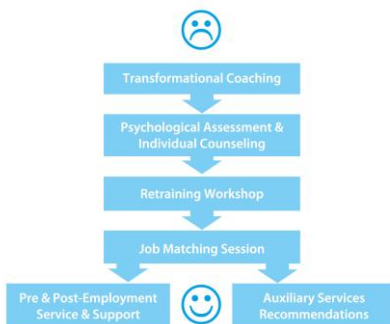 Transformational Coaching
Psychological Assessment &
Individual Counseling
Retraining Workshop
Job Matching Session
Pre & Post-Employment
Service & Support
Auxiliary Services
Recommendations